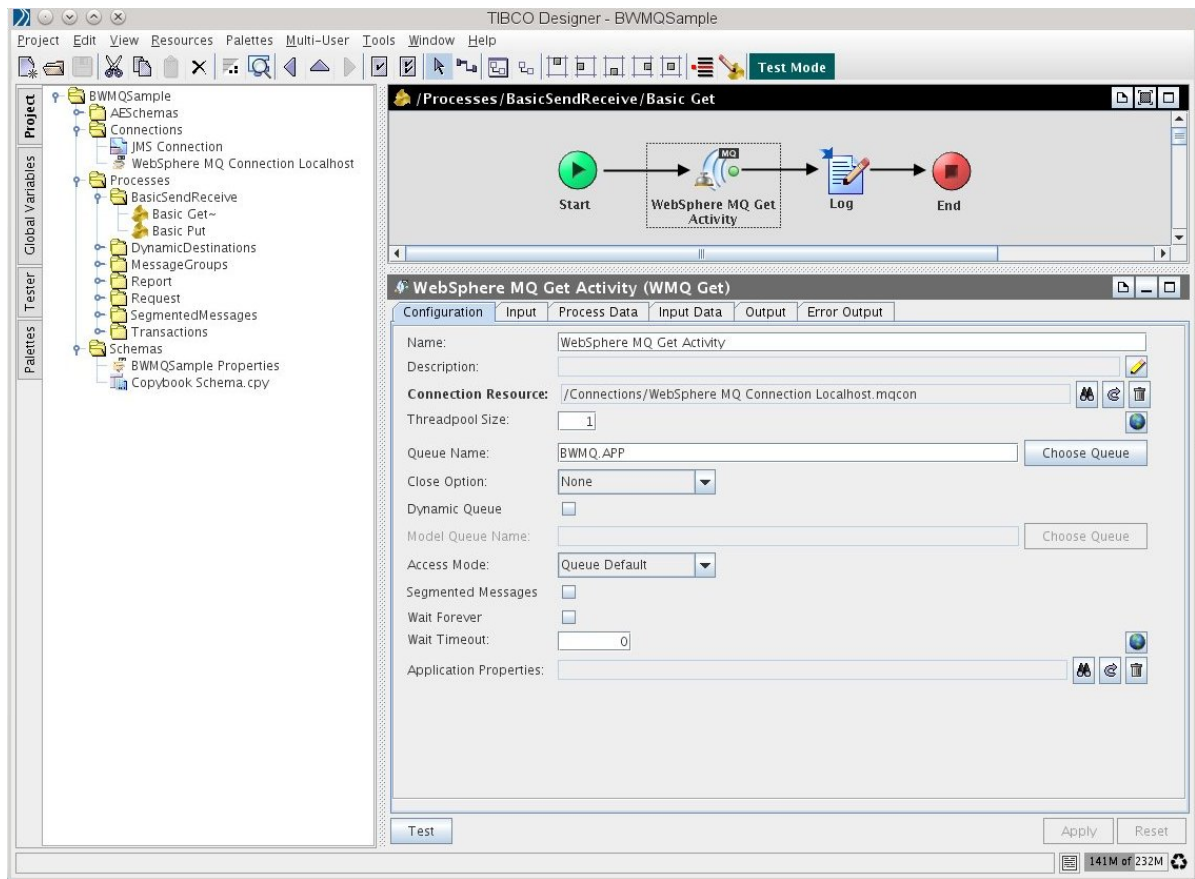 TIBCO Designer - BWMQSample
Project Edit View Resources Palettes Multi-User Tools Window Help
Test Mode
Project
Global Variables
Tester
Palettes
BWMQSample
AESchemas
Connections
JMS Connection
WebSphere MQ Connection Localhost
Processes
BasicSendReceive
Basic Get~
Basic Put
DynamicDestinations
MessageGroups
Report
Request
SegmentedMessages
Transactions
Schemas
BWMQSample Properties
Copybook Schema.cpy
/Processes/BasicSendReceive/Basic Get
MQ
Start
WebSphere MQ Get
Activity
Log
End
WebSphere MQ Get Activity (WMQ Get)
Configuration Input Process Data Input Data Output Error Output
Name: WebSphere MQ Get Activity
Description:
Connection Resource: /Connections/WebSphere MQ Connection Localhost.mqcon
Threadpool Size: 1
Queue Name: BWMQ.APP Choose Queue
Close Option: None
Dynamic Queue
Model Queue Name: Choose Queue
Access Mode: Queue Default
Segmented Messages
Wait Forever
Wait Timeout: 0
Application Properties:
Test Apply Reset
141M of 232M